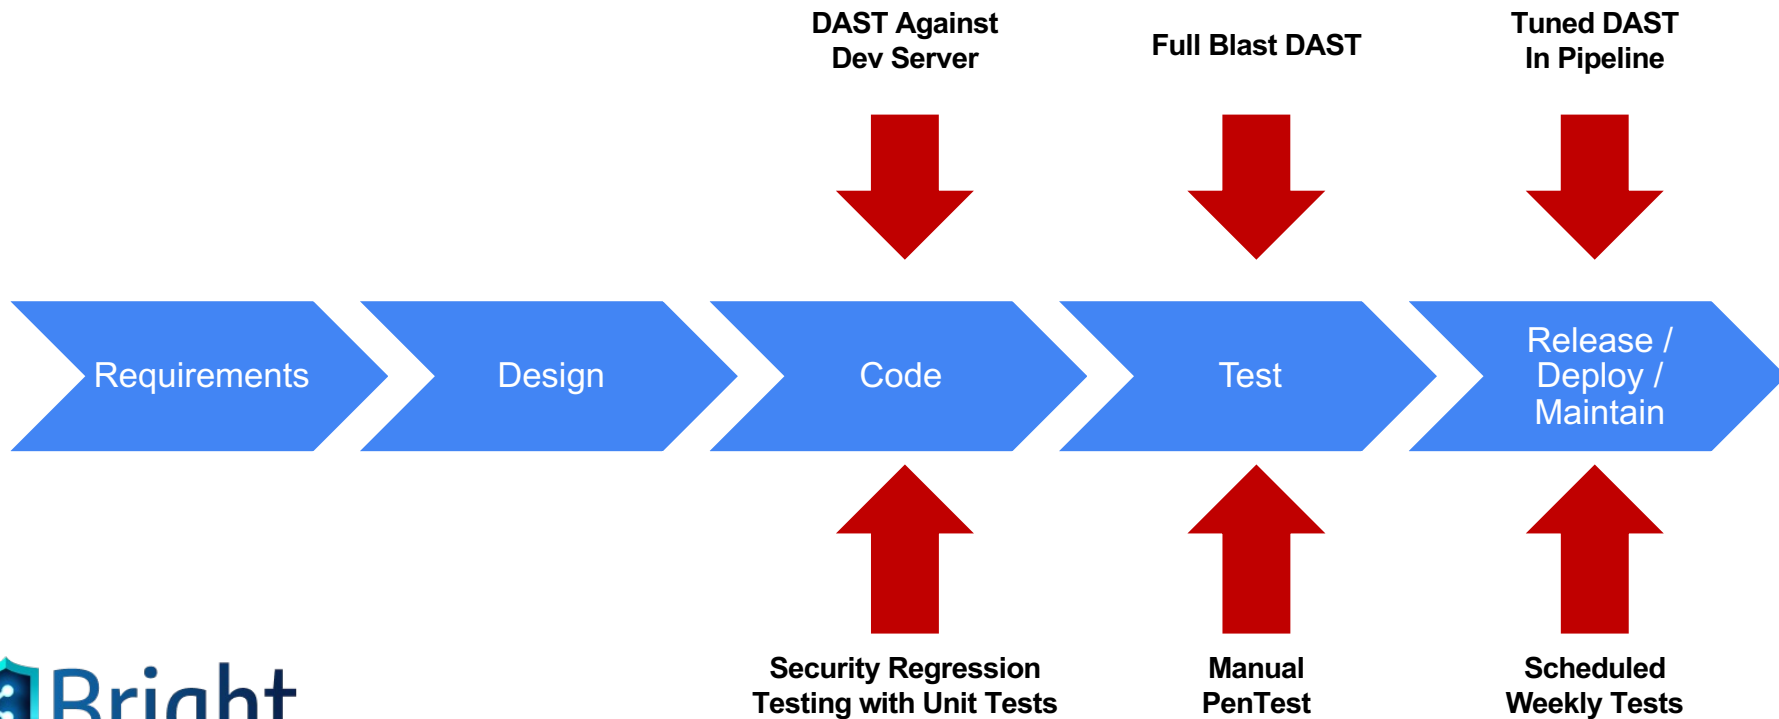 DAST Against
Dev Server
Full Blast DAST
Tuned DAST
In Pipeline
Requirements
Design
Code
Test
Release /
Deploy /
Maintain
Security Regression
Testing with Unit Tests
Manual
PenTest
Scheduled
Weekly Tests
Bright